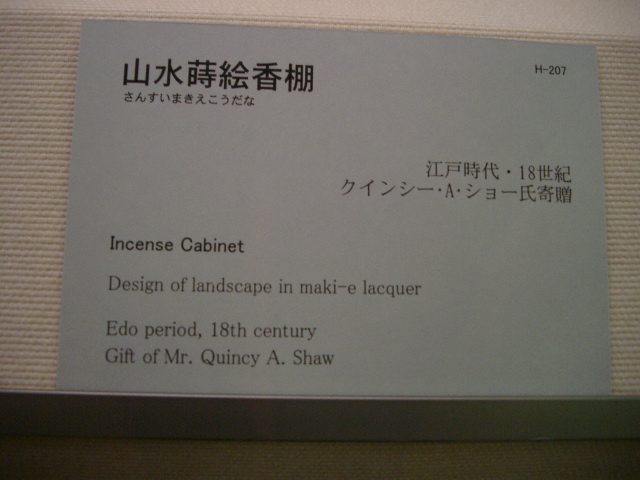 山水蒔絵香棚
さんすいまきえこうだな
H-207
江戸時代・18世紀
クインシー・A・ショー氏寄贈
Incense Cabinet
Design of landscape in maki-e lacquer
Edo period, 18th century
Gift of Mr. Quincy A. Shaw